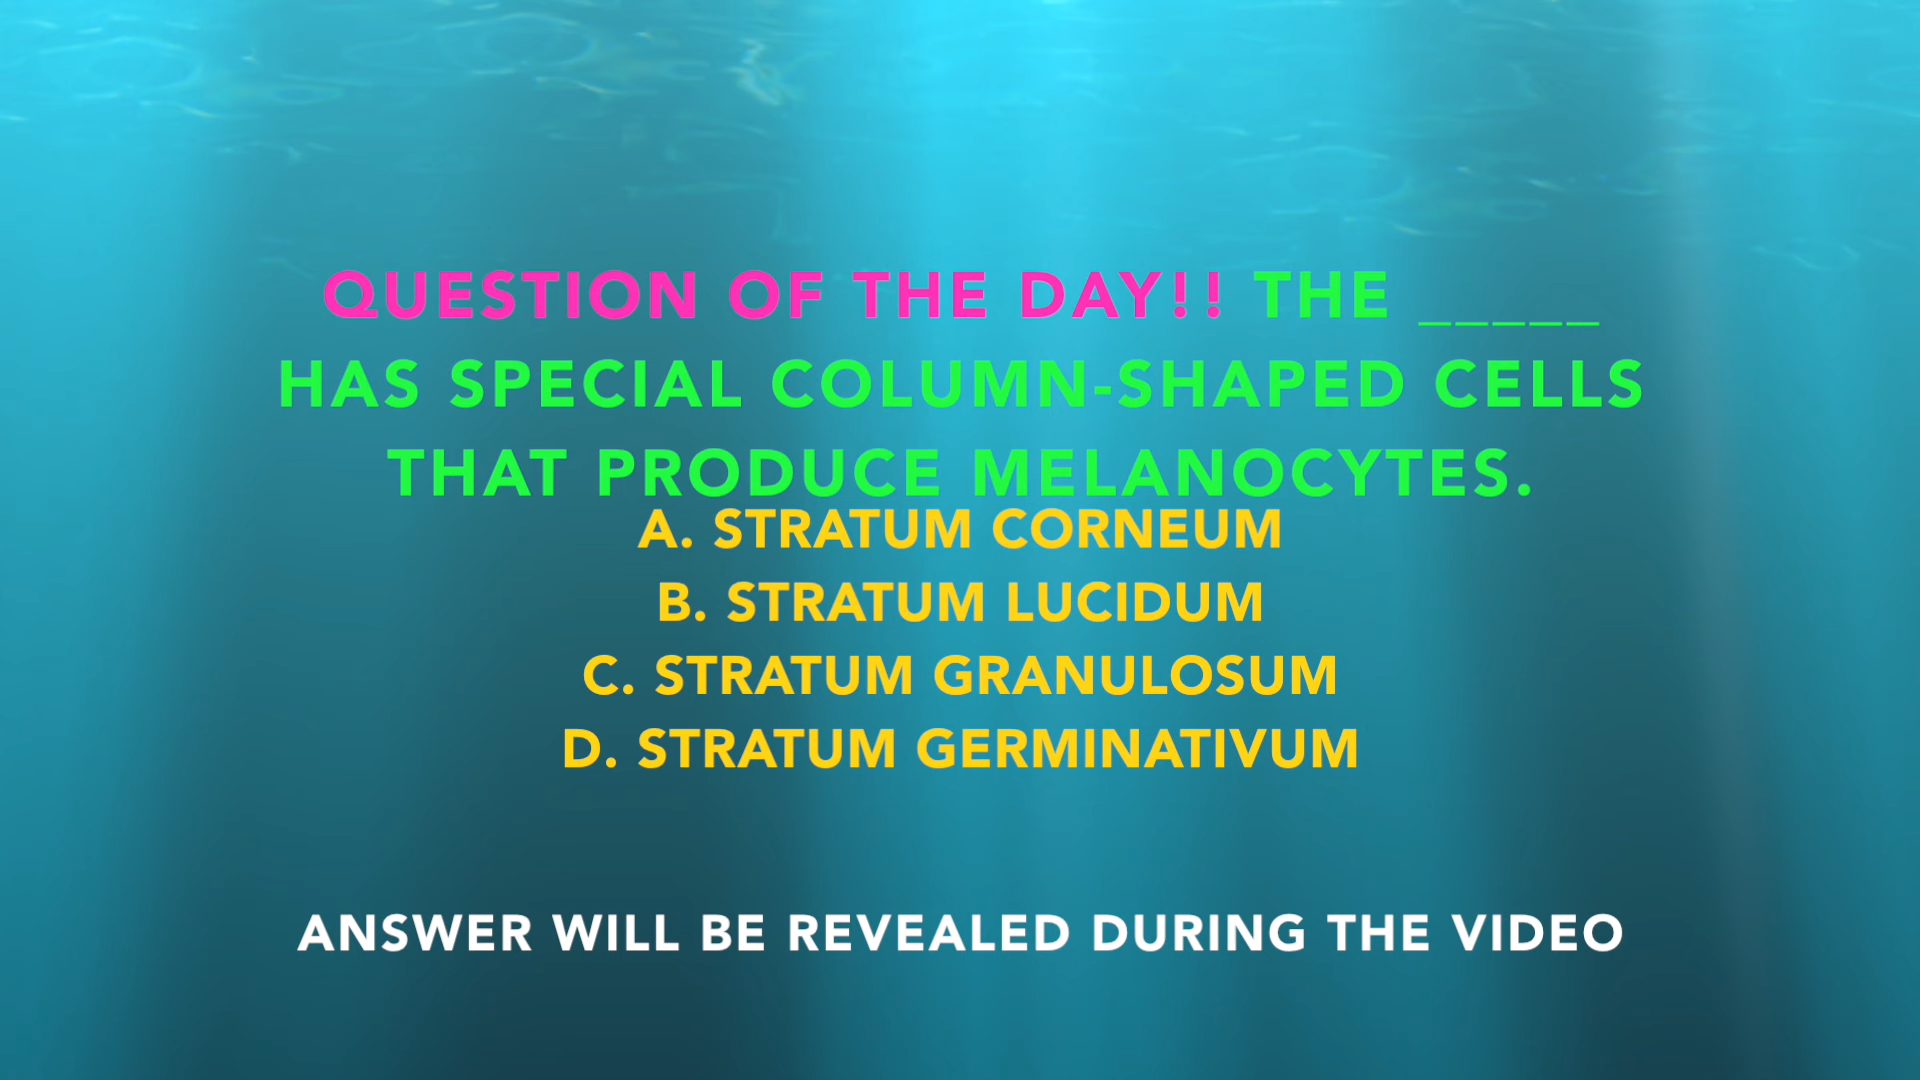 QUESTION OF THE DAY!! THE _____
HAS SPECIAL COLUMN-SHAPED CELLS
THAT PRODUCE MELANOCYTES.
A. STRATUM CORNEUM
B. STRATUM LUCIDUM
C. STRATUM GRANULOSUM
D. STRATUM GERMINATIVUM
ANSWER WILL BE REVEALED DURING THE VIDEO